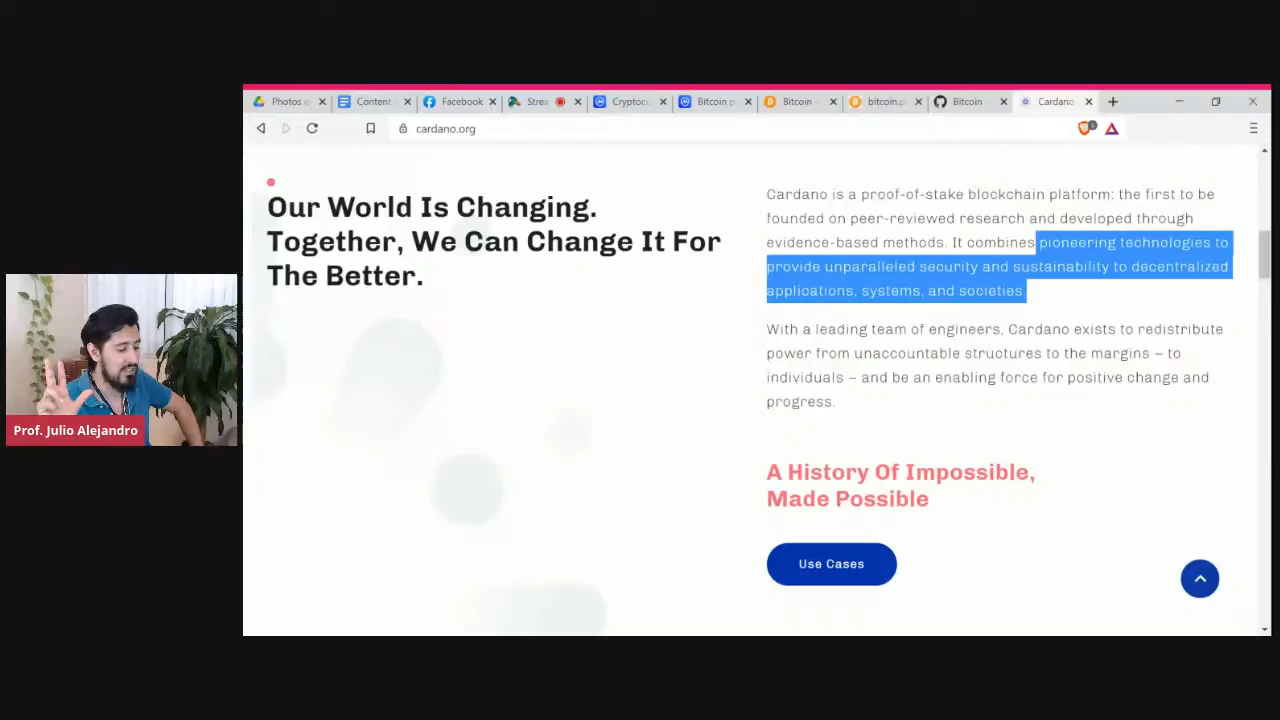 Photos o
Content
Facebook
Strea
Cryptocu
Bitcoin p
Bitcoin -
bitcoin.p
Bitcoin -
Cardano
cardano.org
Our World Is Changing.
Together, We Can Change It For
The Better.
Cardano is a proof-of-stake blockchain platform: the first to be
founded on peer-reviewed research and developed through
evidence-based methods. It combines pioneering technologies to
provide unparalleled security and sustainability to decentralized
applications, systems, and societies.
With a leading team of engineers, Cardano exists to redistribute
power from unaccountable structures to the margins – to
individuals – and be an enabling force for positive change and
progress.
A History Of Impossible,
Made Possible
Use Cases
Prof. Julio Alejandro